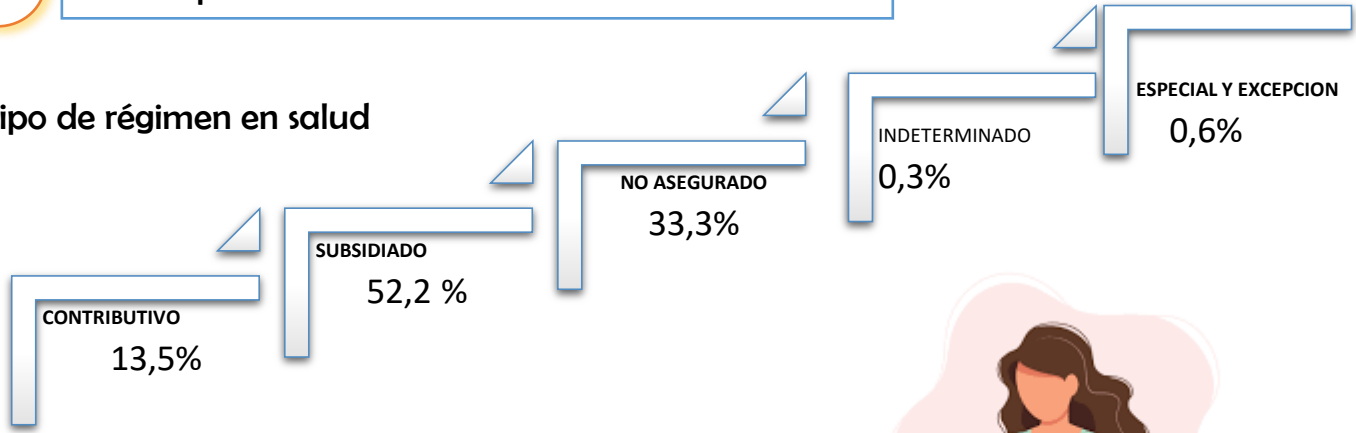 ipo de régimen en salud
CONTRIBUTIVO
13,5%
SUBSIDIADO
52,2 %
NO ASEGURADO
33,3%
INDETERMINADO
0,3%
ESPECIAL Y EXCEPCION
0,6%